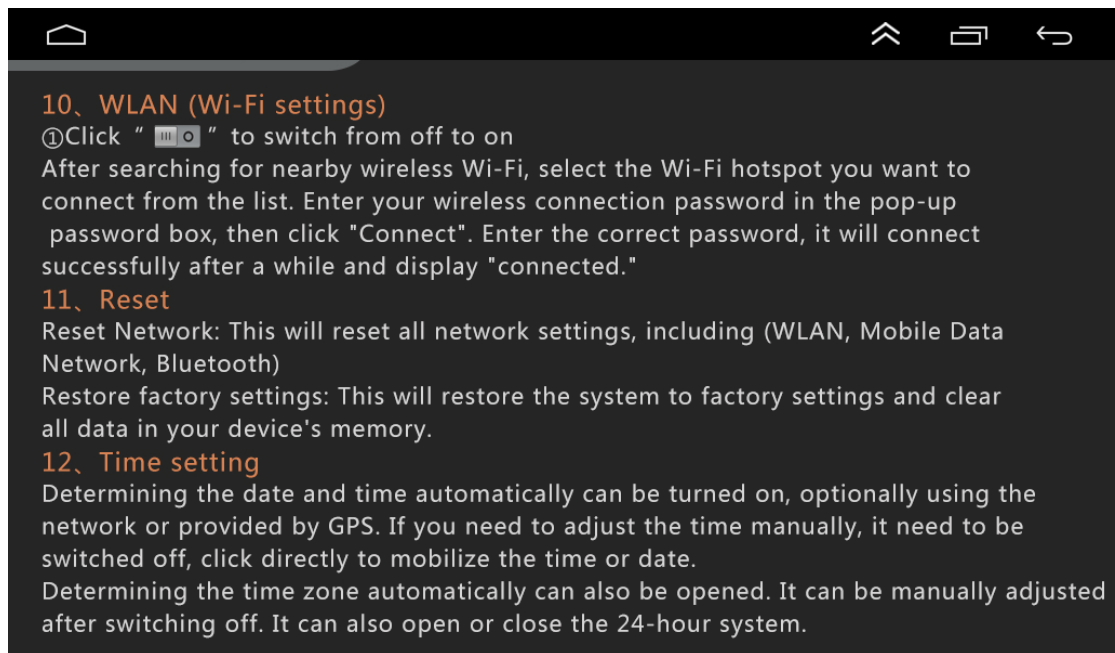 10、WLAN (Wi-Fi settings)
①Click “ ” to switch from off to on
After searching for nearby wireless Wi-Fi, select the Wi-Fi hotspot you want to
connect from the list. Enter your wireless connection password in the pop-up
password box, then click "Connect". Enter the correct password, it will connect
successfully after a while and display "connected."
11、Reset
Reset Network: This will reset all network settings, including (WLAN, Mobile Data
Network, Bluetooth)
Restore factory settings: This will restore the system to factory settings and clear
all data in your device's memory.
12、Time setting
Determining the date and time automatically can be turned on, optionally using the
network or provided by GPS. If you need to adjust the time manually, it need to be
switched off, click directly to mobilize the time or date.
Determining the time zone automatically can also be opened. It can be manually adjusted
after switching off. It can also open or close the 24-hour system.